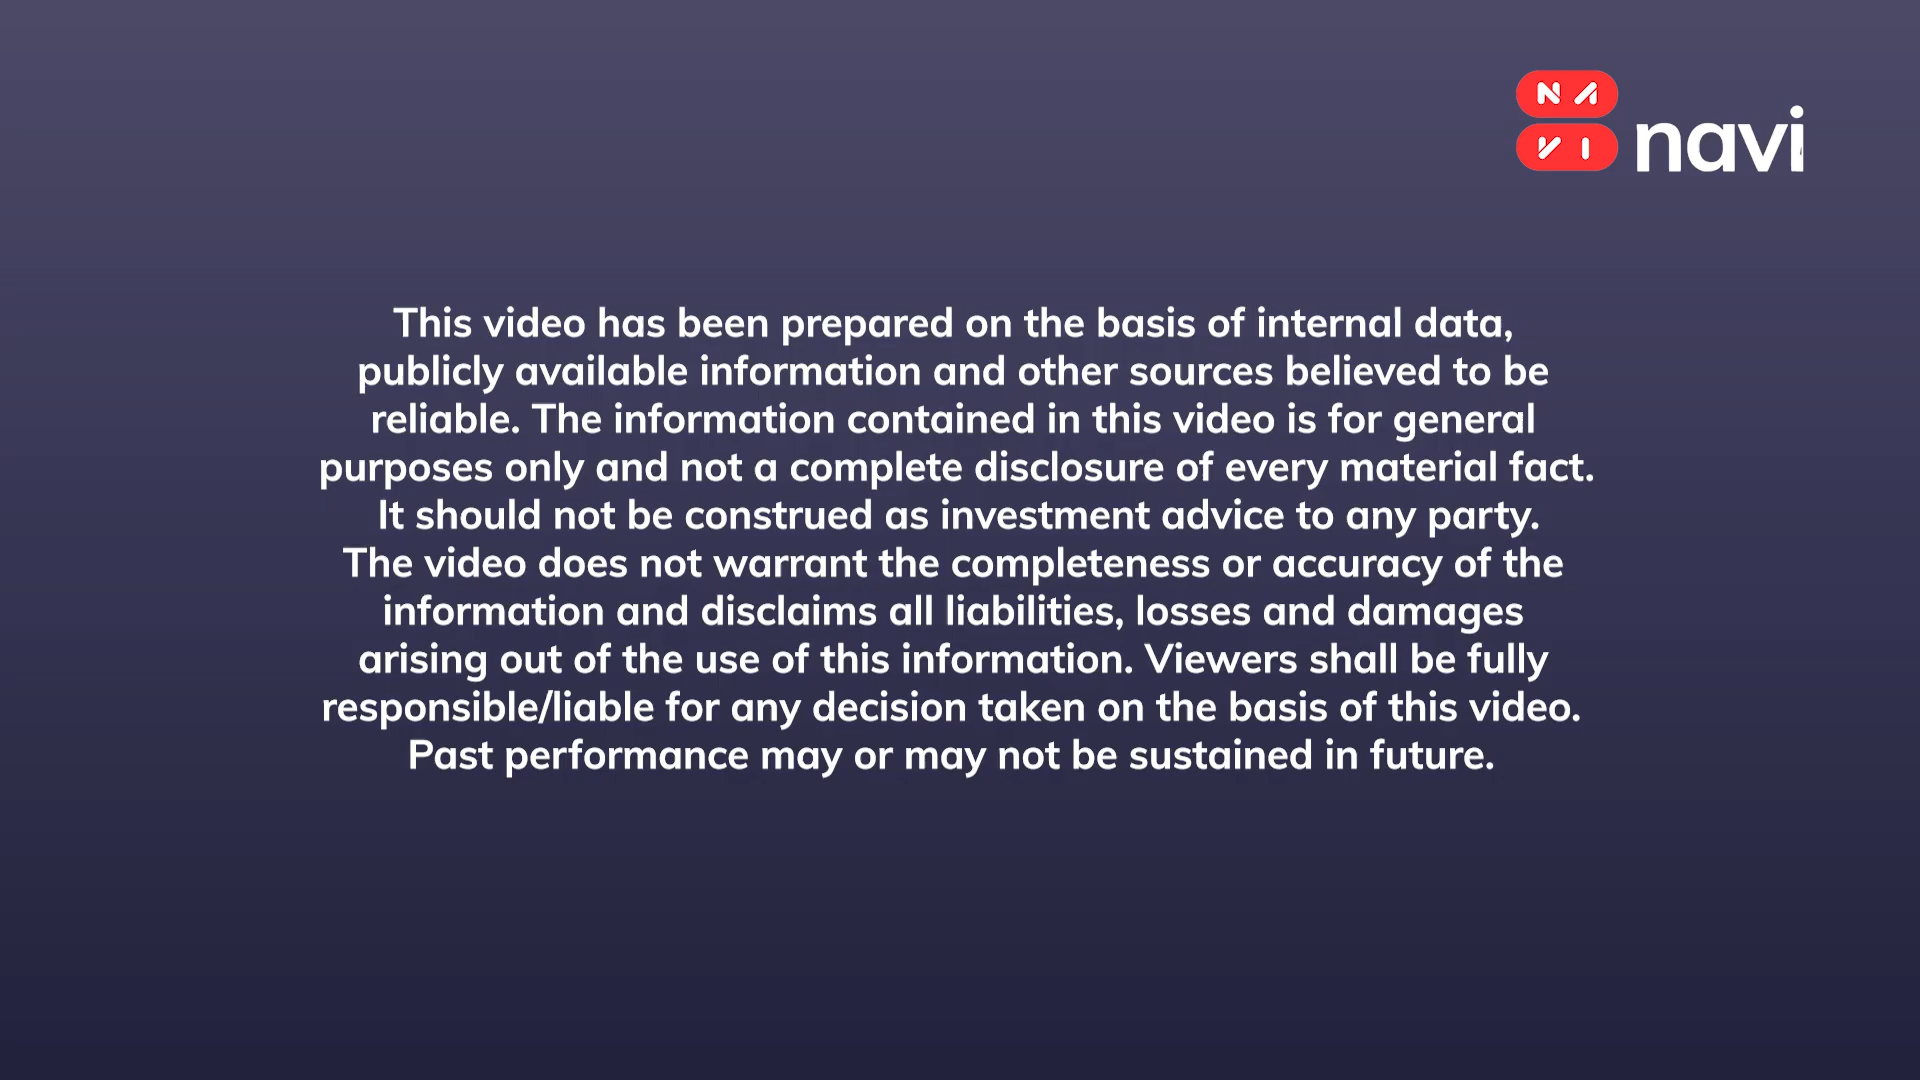 NA
VI
navi
This video has been prepared on the basis of internal data,
publicly available information and other sources believed to be
reliable. The information contained in this video is for general
purposes only and not a complete disclosure of every material fact.
It should not be construed as investment advice to any party.
The video does not warrant the completeness or accuracy of the
information and disclaims all liabilities, losses and damages
arising out of the use of this information. Viewers shall be fully
responsible/liable for any decision taken on the basis of this video.
Past performance may or may not be sustained in future.